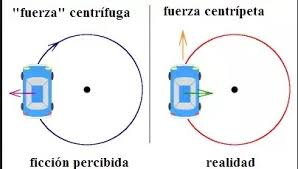 "fuerza" centrífuga
fuerza centrípeta
ficción percibida
realidad